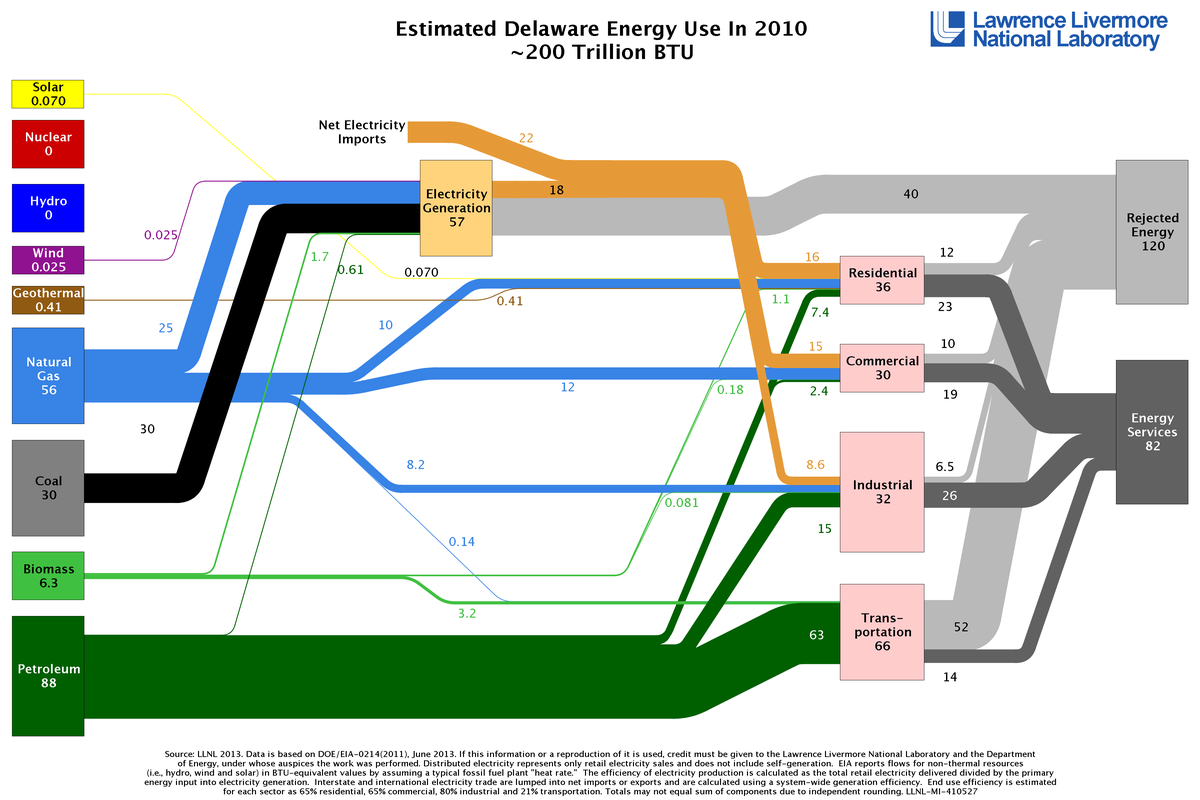 Estimated Delaware Energy Use In 2010
~200 Trillion BTU
Lawrence Livermore
National Laboratory
Solar
0.070
Nuclear
0
Hydro
0
Wind
0.025
Geothermal
0.41
Natural
Gas
56
Coal
30
Biomass
6.3
Petroleum
88
Net Electricity
Imports
22
Electricity
Generation
57
18
40
0.025
1.7
0.61
0.070
0.41
25
10
12
30
8.2
0.14
3.2
16
1.1
7.4
15
0.18
2.4
8.6
0.081
15
63
Residential
36
Commercial
30
Industrial
32
Trans-
portation
66
12
23
10
19
6.5
26
52
14
Rejected
Energy
120
Energy
Services
82
Source: LLNL 2013. Data is based on DOE/EIA-0214(2011), June 2013. If this information or a reproduction of it is used, credit must be given to the Lawrence Livermore National Laboratory and the Department
of Energy, under whose auspices the work was performed. Distributed electricity represents only retail electricity sales and does not include self-generation. EIA reports flows for non-thermal resources
(i.e., hydro, wind and solar) in BTU-equivalent values by assuming a typical fossil fuel plant "heat rate." The efficiency of electricity production is calculated as the total retail electricity delivered divided by the primary
energy input into electricity generation. Interstate and international electricity trade are lumped into net imports or exports and are calculated using a system-wide generation efficiency. End use efficiency is estimated
for each sector as 65% residential, 65% commercial, 80% industrial and 21% transportation. Totals may not equal sum of components due to independent rounding. LLNL-MI-410527